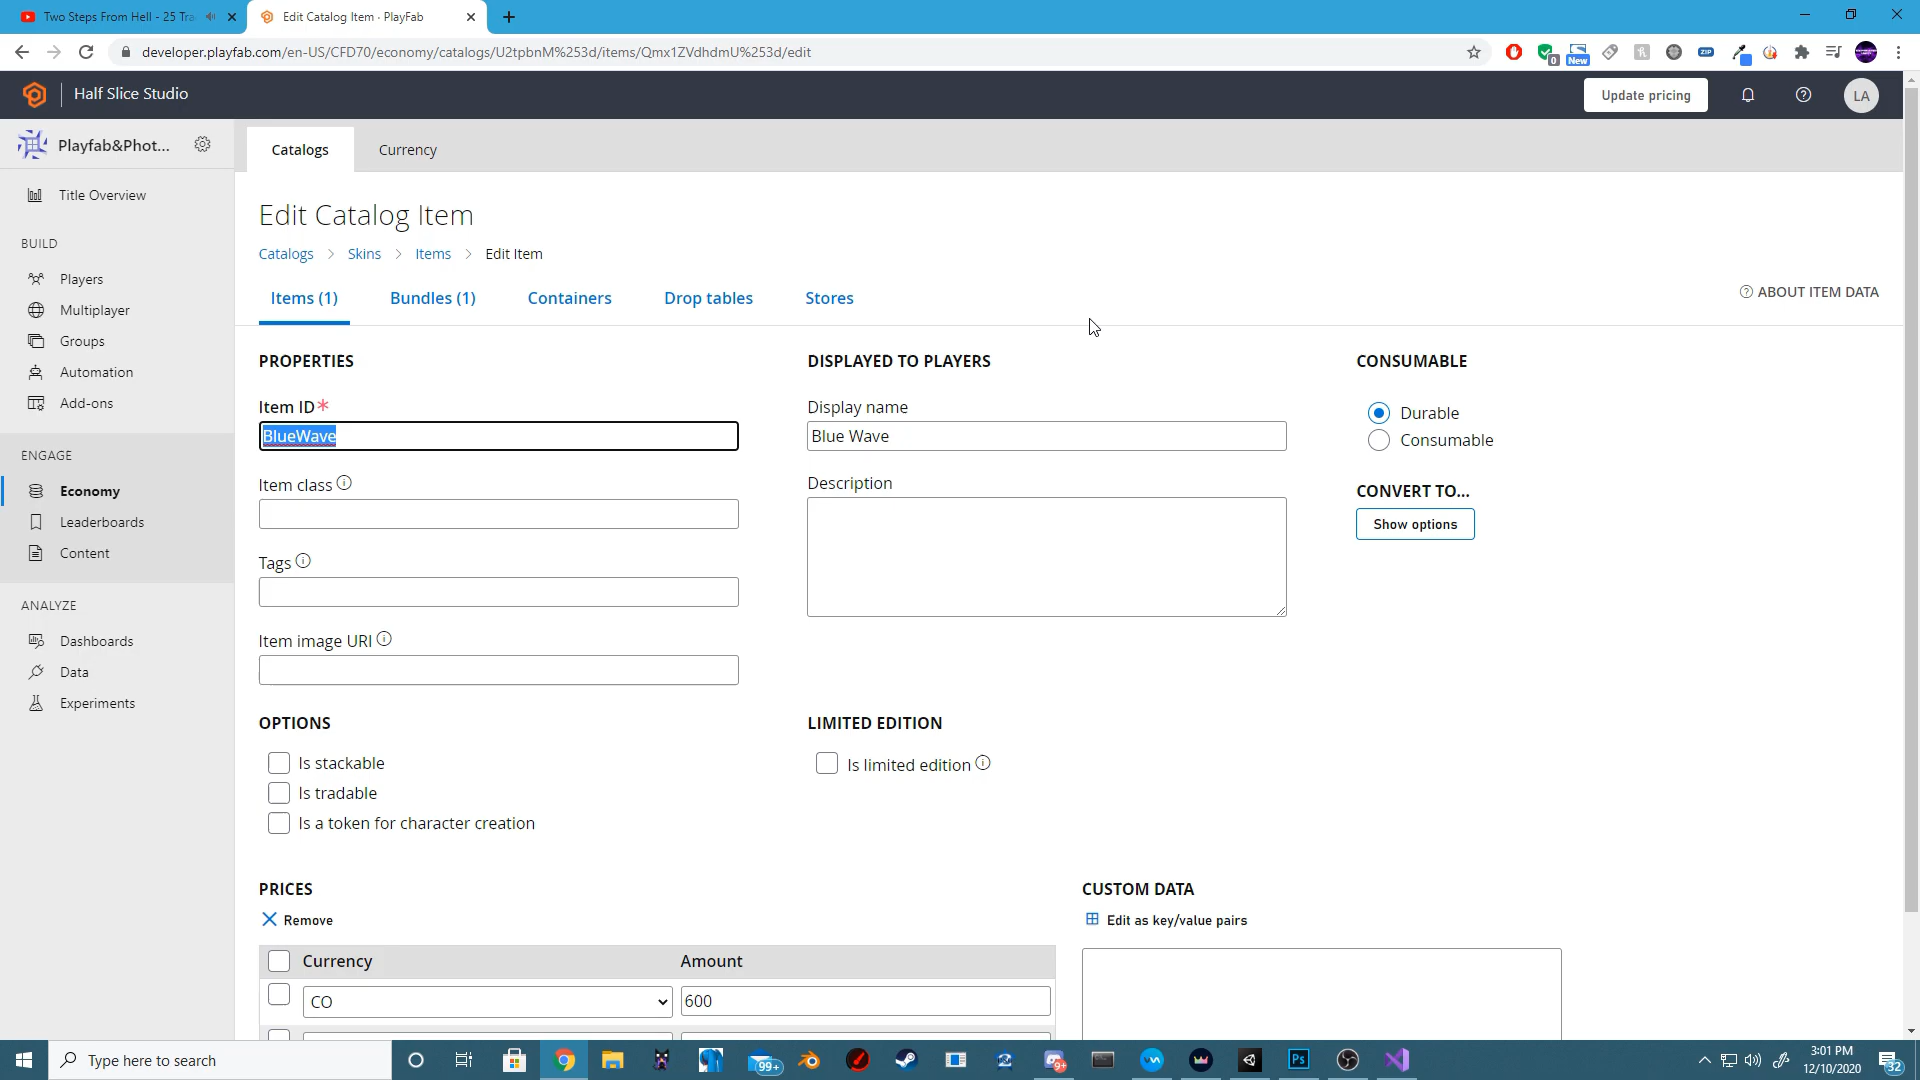 Two Steps From Hell - 25 Tra
Edit Catalog Item · PlayFab
developer.playfab.com/en-US/CFD70/economy/catalogs/U2tpbnM%253d/items/Qmx1ZVdhdmU%253d/edit
0
New
ZIP
Half Slice Studio
Update pricing
LA
Playfab&Phot...
Catalogs
Currency
Title Overview
BUILD
Players
Multiplayer
Groups
Automation
Add-ons
ENGAGE
Economy
Leaderboards
Content
ANALYZE
Dashboards
Data
Experiments
Edit Catalog Item
Catalogs > Skins > Items > Edit Item
Items (1)
Bundles (1)
Containers
Drop tables
Stores
ABOUT ITEM DATA
PROPERTIES
Item ID*
BlueWave
Item class
Tags
Item image URI
DISPLAYED TO PLAYERS
Display name
Blue Wave
Description
CONSUMABLE
Durable
Consumable
CONVERT TO...
Show options
OPTIONS
Is stackable
Is tradable
Is a token for character creation
LIMITED EDITION
Is limited edition
PRICES
Remove
Currency
Amount
CO
600
CUSTOM DATA
Edit as key/value pairs
Type here to search
99+
9+
Ps
3:01 PM
12/10/2020
32